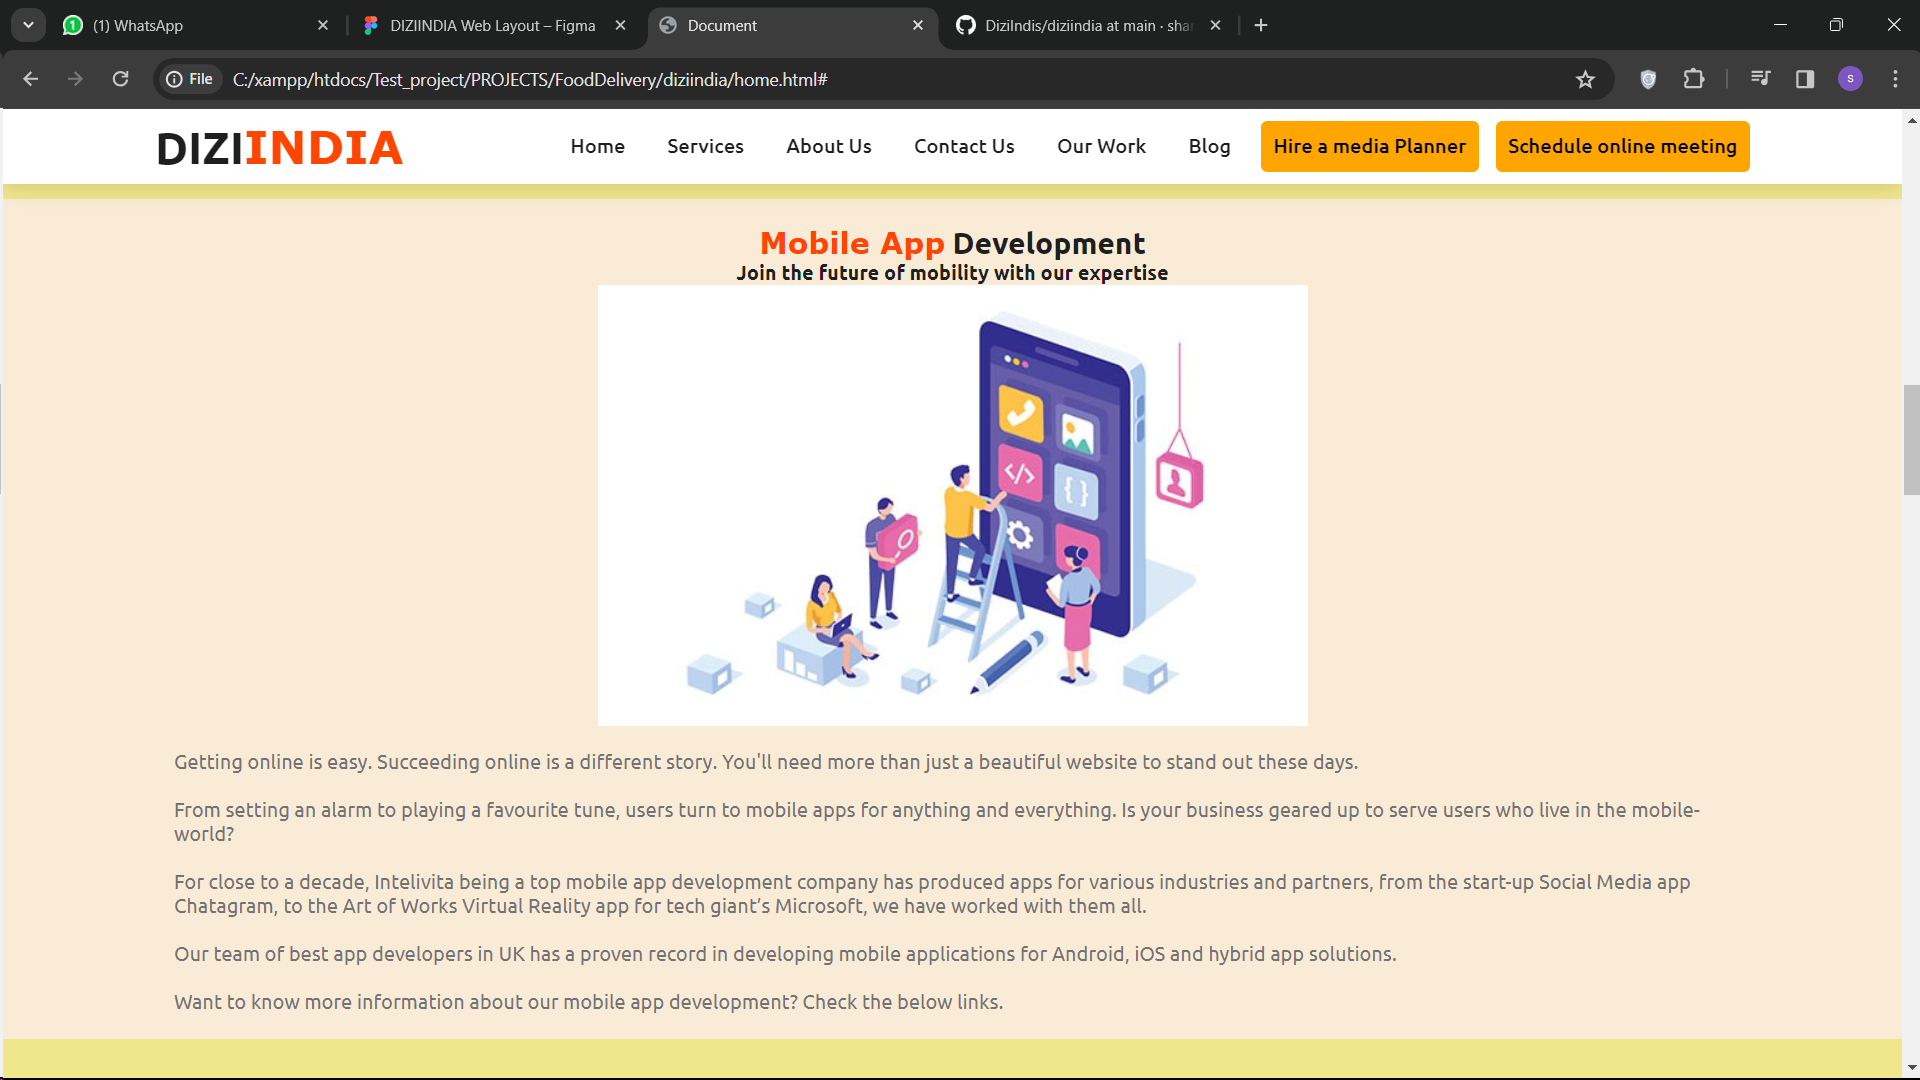 (1) WhatsApp
DIZIINDIA Web Layout – Figma
Document
DiziIndis/diziindia at main · sha
File
C:/xampp/htdocs/Test_project/PROJECTS/FoodDelivery/diziindia/home.html#
S
DIZIINDIA
Home
Services
About Us
Contact Us
Our Work
Blog
Hire a media Planner
Schedule online meeting
Mobile App Development
Join the future of mobility with our expertise
Getting online is easy. Succeeding online is a different story. You'll need more than just a beautiful website to stand out these days.
From setting an alarm to playing a favourite tune, users turn to mobile apps for anything and everything. Is your business geared up to serve users who live in the mobile-
world?
For close to a decade, Intelivita being a top mobile app development company has produced apps for various industries and partners, from the start-up Social Media app
Chatagram, to the Art of Works Virtual Reality app for tech giant’s Microsoft, we have worked with them all.
Our team of best app developers in UK has a proven record in developing mobile applications for Android, iOS and hybrid app solutions.
Want to know more information about our mobile app development? Check the below links.